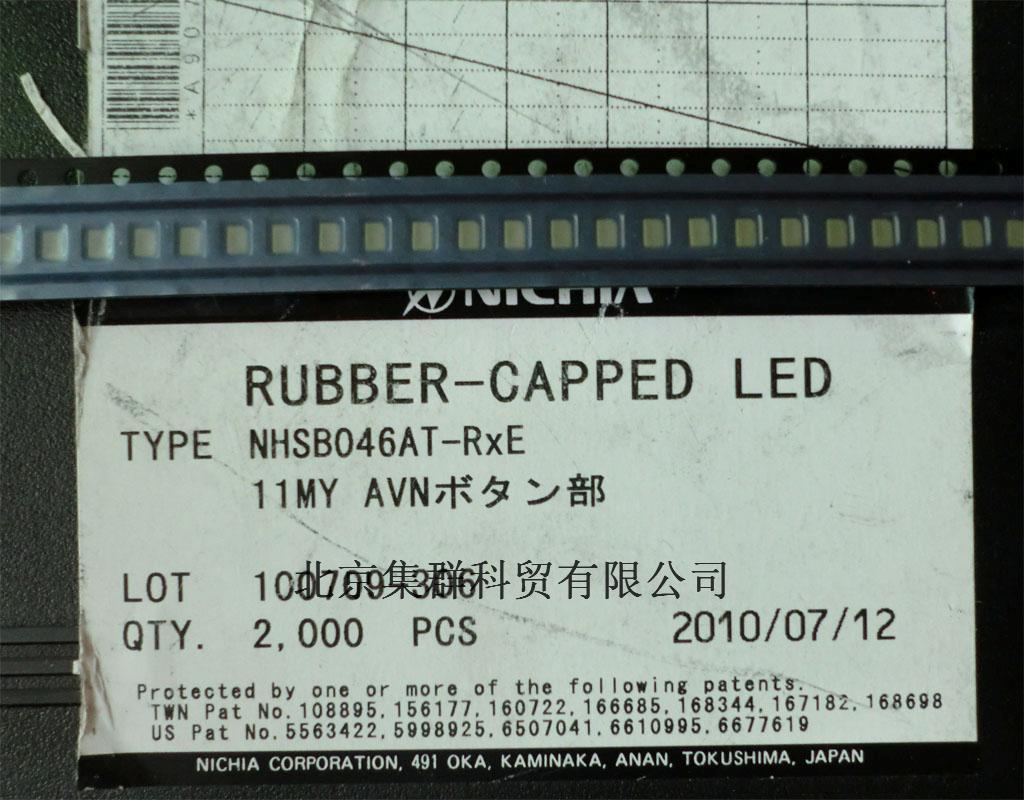 *A907
NICHIA
RUBBER-CAPPED LED
TYPE NHSB046AT-RxE
11MY AVNボタン部
北京集群科贸有限公司
LOT 100709-306
QTY. 2,000 PCS 2010/07/12
Protected by one or more of the following patents.
TWN Pat No.108895,156177,160722,166685,168344,167182,168698
US Pat No.5563422,5998925,6507041,6610995,6677619
NICHIA CORPORATION, 491 OKA, KAMINAKA, ANAN, TOKUSHIMA, JAPAN